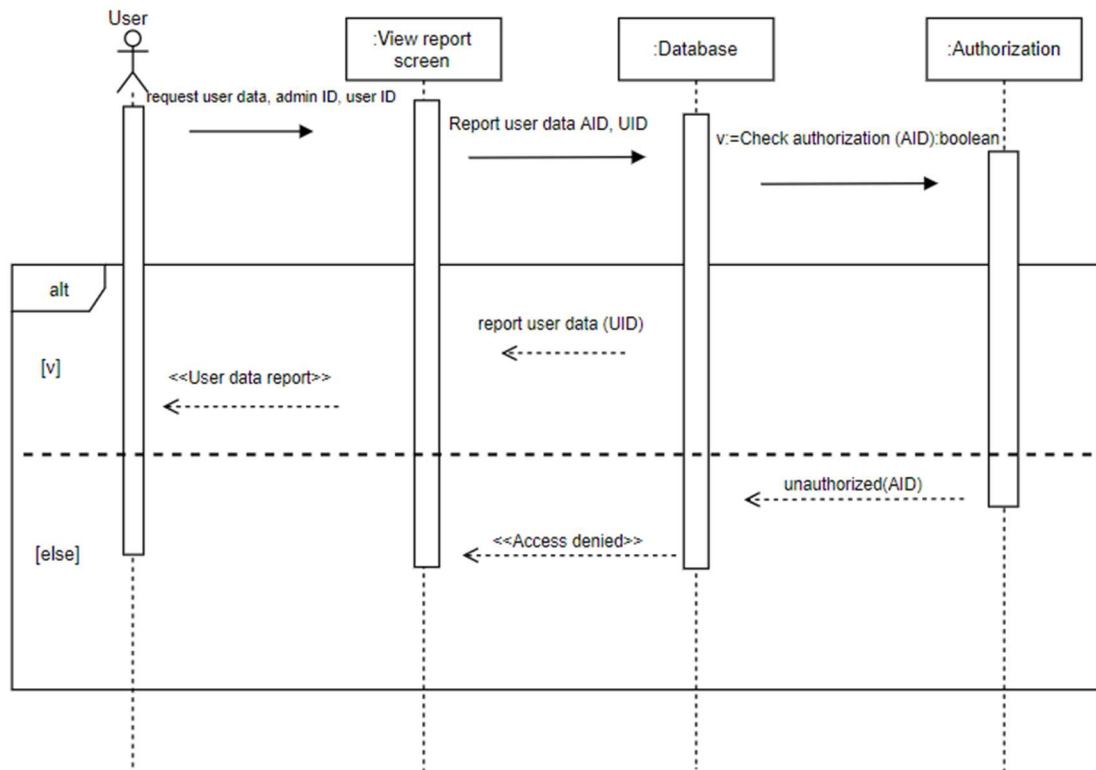 User
:View report
screen
:Database
:Authorization
request user data, admin ID, user ID
Report user data AID, UID
v:=Check authorization (AID):boolean
alt
[v]
report user data (UID)
<<User data report>>
unauthorized(AID)
[else]
<<Access denied>>